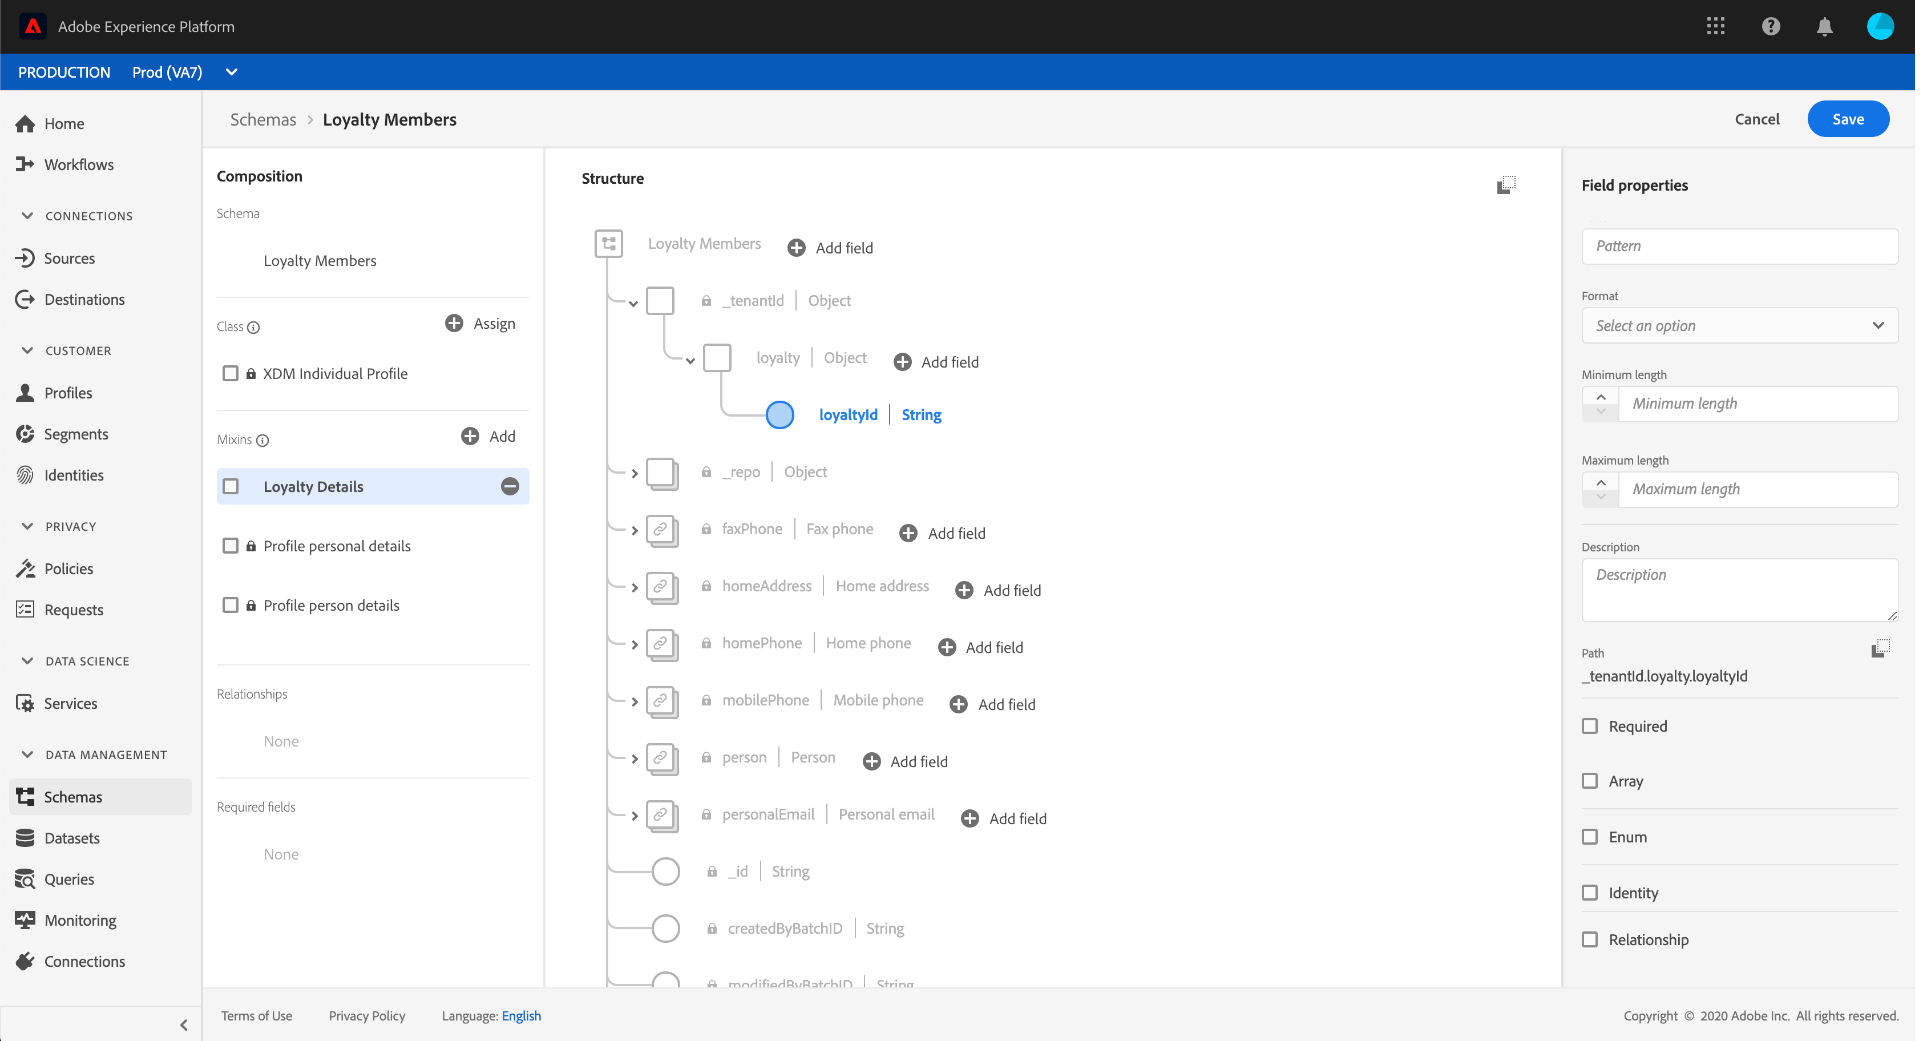 Adobe Experience Platform
PRODUCTION Prod (VA7)
Home
Workflows
CONNECTIONS
Sources
Destinations
CUSTOMER
Profiles
Segments
Identities
PRIVACY
Policies
Requests
DATA SCIENCE
Services
DATA MANAGEMENT
Schemas
Datasets
Queries
Monitoring
Connections
Schemas > Loyalty Members
Cancel
Save
Composition
Schema
Loyalty Members
Class
Assign
XDM Individual Profile
Mixins
Add
Loyalty Details
Profile personal details
Profile person details
Relationships
None
Required fields
None
Structure
Loyalty Members Add field
_tenantId | Object
loyalty | Object Add field
loyaltyId | String
_repo | Object
faxPhone | Fax phone Add field
homeAddress | Home address Add field
homePhone | Home phone Add field
mobilePhone | Mobile phone Add field
person | Person Add field
personalEmail | Personal email Add field
_id | String
createdByBatchID | String
modifiedByBatchID | String
Field properties
Pattern
Format
Select an option
Minimum length
Minimum length
Maximum length
Maximum length
Description
Description
Path
_tenantId.loyalty.loyaltyId
Required
Array
Enum
Identity
Relationship
Terms of Use Privacy Policy Language: English
Copyright © 2020 Adobe Inc. All rights reserved.